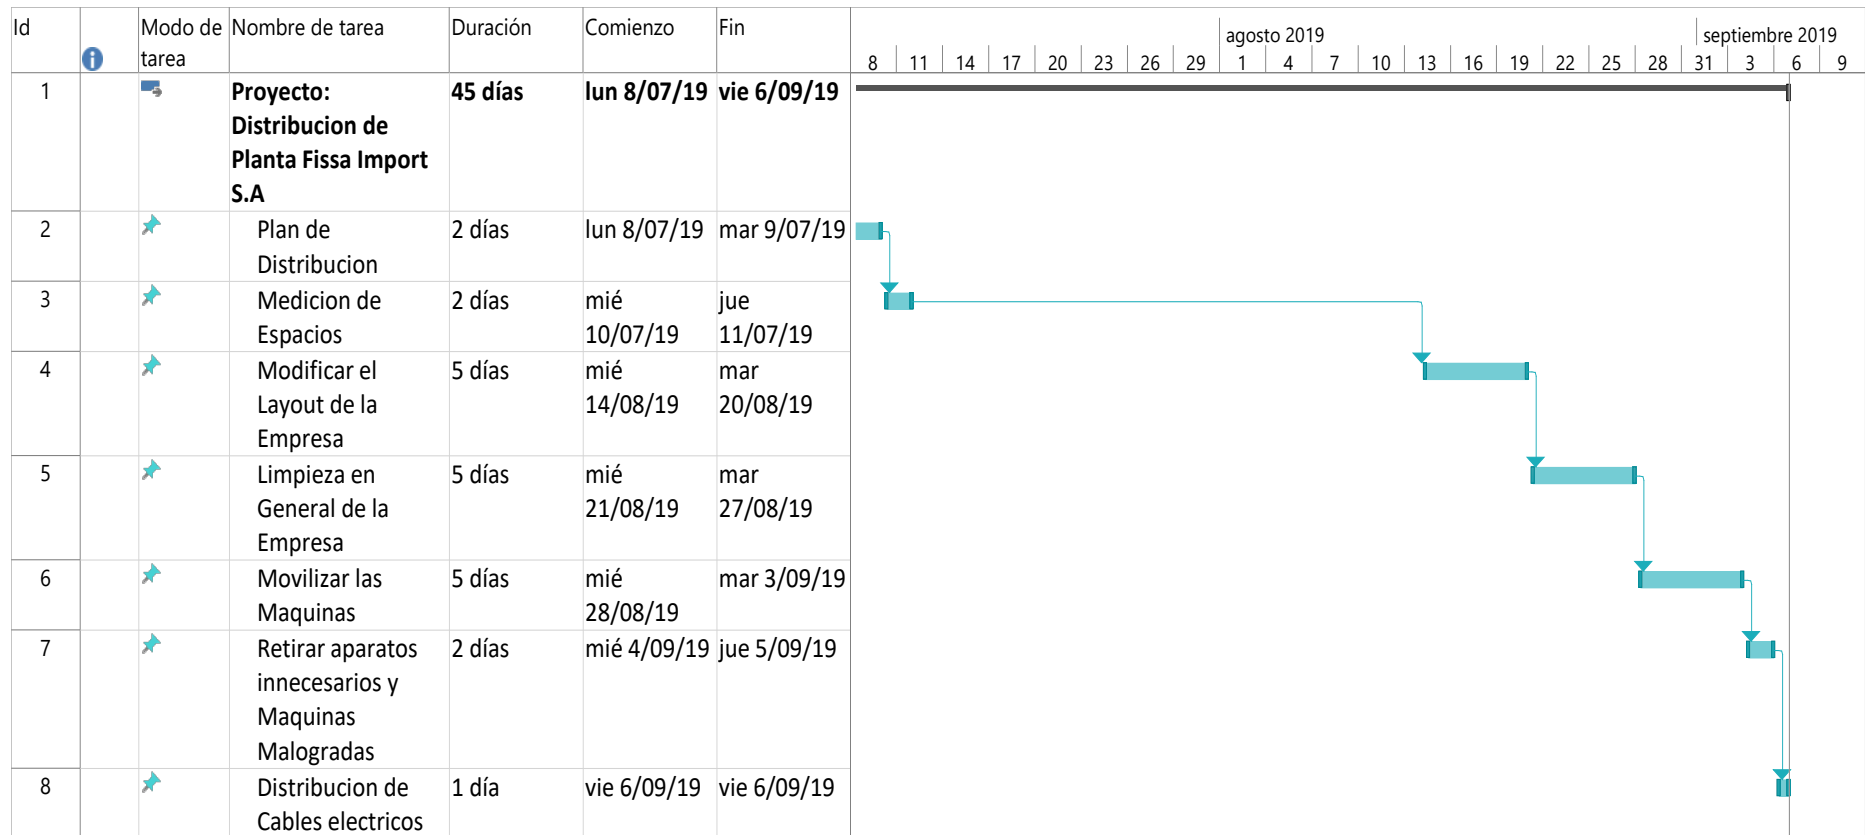 Id Modo de Nombre de tarea Duración Comienzo Fin agosto 2019 septiembre 2019
i tarea 8 11 14 17 20 23 26 29 1 4 7 10 13 16 19 22 25 28 31 3 6 9
1 Proyecto: 45 días lun 8/07/19 vie 6/09/19
Distribucion de
Planta Fissa Import
S.A
2 Plan de 2 días lun 8/07/19 mar 9/07/19
Distribucion
3 Medicion de 2 días mié jue
Espacios 10/07/19 11/07/19
4 Modificar el 5 días mié mar
Layout de la 14/08/19 20/08/19
Empresa
5 Limpieza en 5 días mié mar
General de la 21/08/19 27/08/19
Empresa
6 Movilizar las 5 días mié mar 3/09/19
Maquinas 28/08/19
7 Retirar aparatos 2 días mié 4/09/19 jue 5/09/19
innecesarios y
Maquinas
Malogradas
8 Distribucion de 1 día vie 6/09/19 vie 6/09/19
Cables electricos